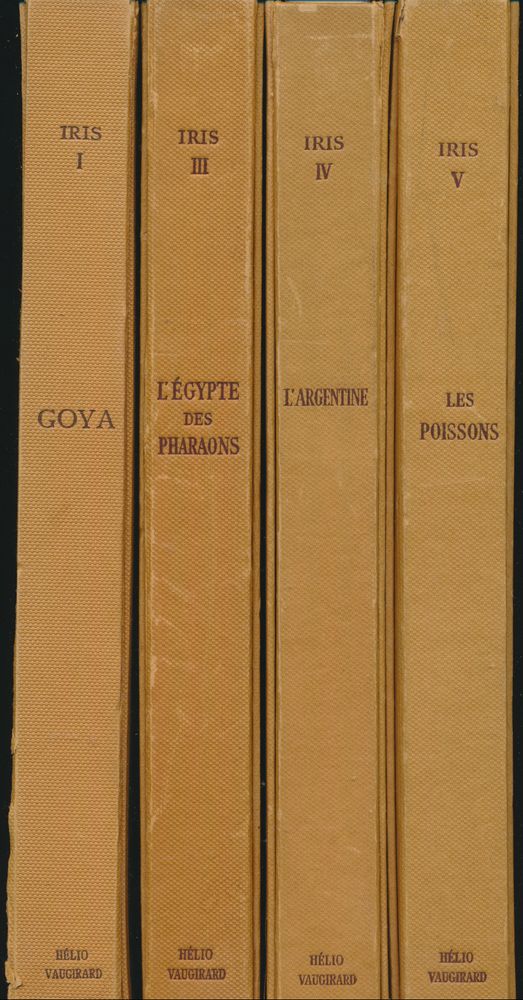 IRIS
I
GOYA
HÉLIO
VAUGIRARD
IRIS
III
L'ÉGYPTE
DES
PHARAONS
HÉLIO
VAUGIRARD
IRIS
IV
L'ARGENTINE
HÉLIO
VAUGIRARD
IRIS
V
LES
POISSONS
HÉLIO
VAUGIRARD